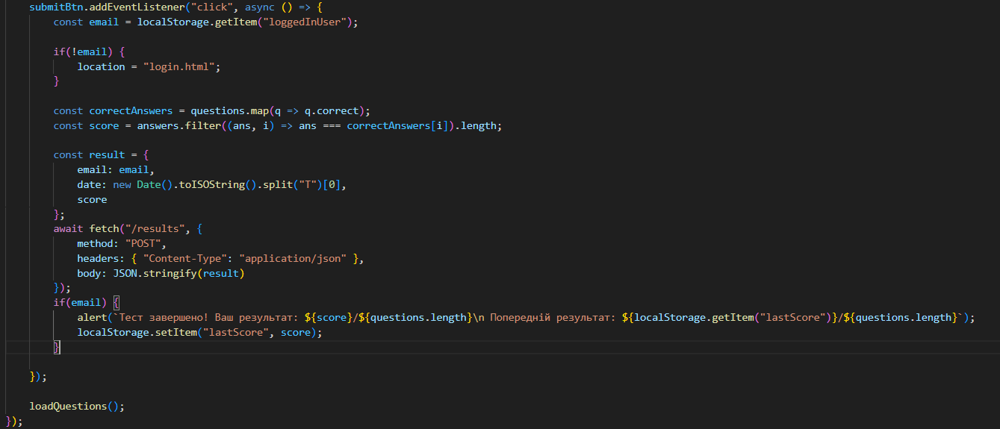 submitBtn.addEventListener("click", async () => {
const email = localStorage.getItem("loggedInUser");
if(!email) {
location = "login.html";
}
const correctAnswers = questions.map(q => q.correct);
const score = answers.filter((ans, i) => ans === correctAnswers[i]).length;
const result = {
email: email,
date: new Date().toISOString().split("T")[0],
score
};
await fetch("/results", {
method: "POST",
headers: { "Content-Type": "application/json" },
body: JSON.stringify(result)
});
if(email) {
alert(`Тест завершено! Ваш результат: ${score}/${questions.length}\n Попередній результат: ${localStorage.getItem("lastScore")}/${questions.length}`);
localStorage.setItem("lastScore", score);
}
});
loadQuestions();
});